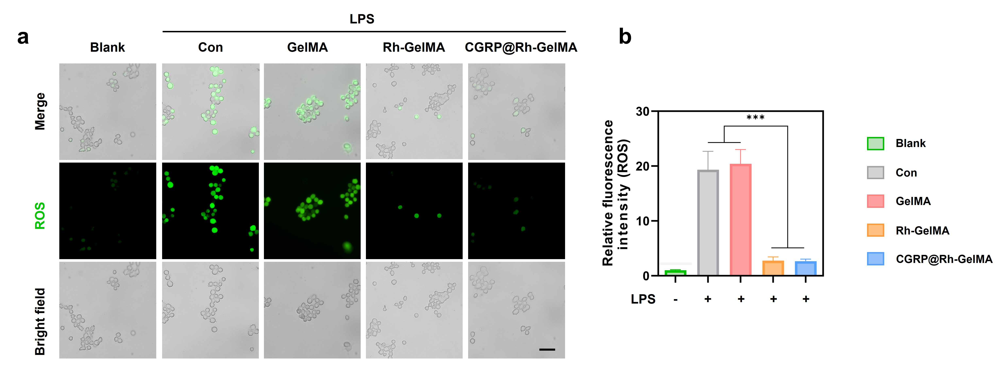 a
LPS
Blank
Con
GelMA
Rh-GelMA
CGRP@Rh-GelMA
Merge
ROS
Bright field
b
Relative fluorescence
intensity (ROS)
30
20
10
0
***
LPS - + + + +
Blank
Con
GelMA
Rh-GelMA
CGRP@Rh-GelMA